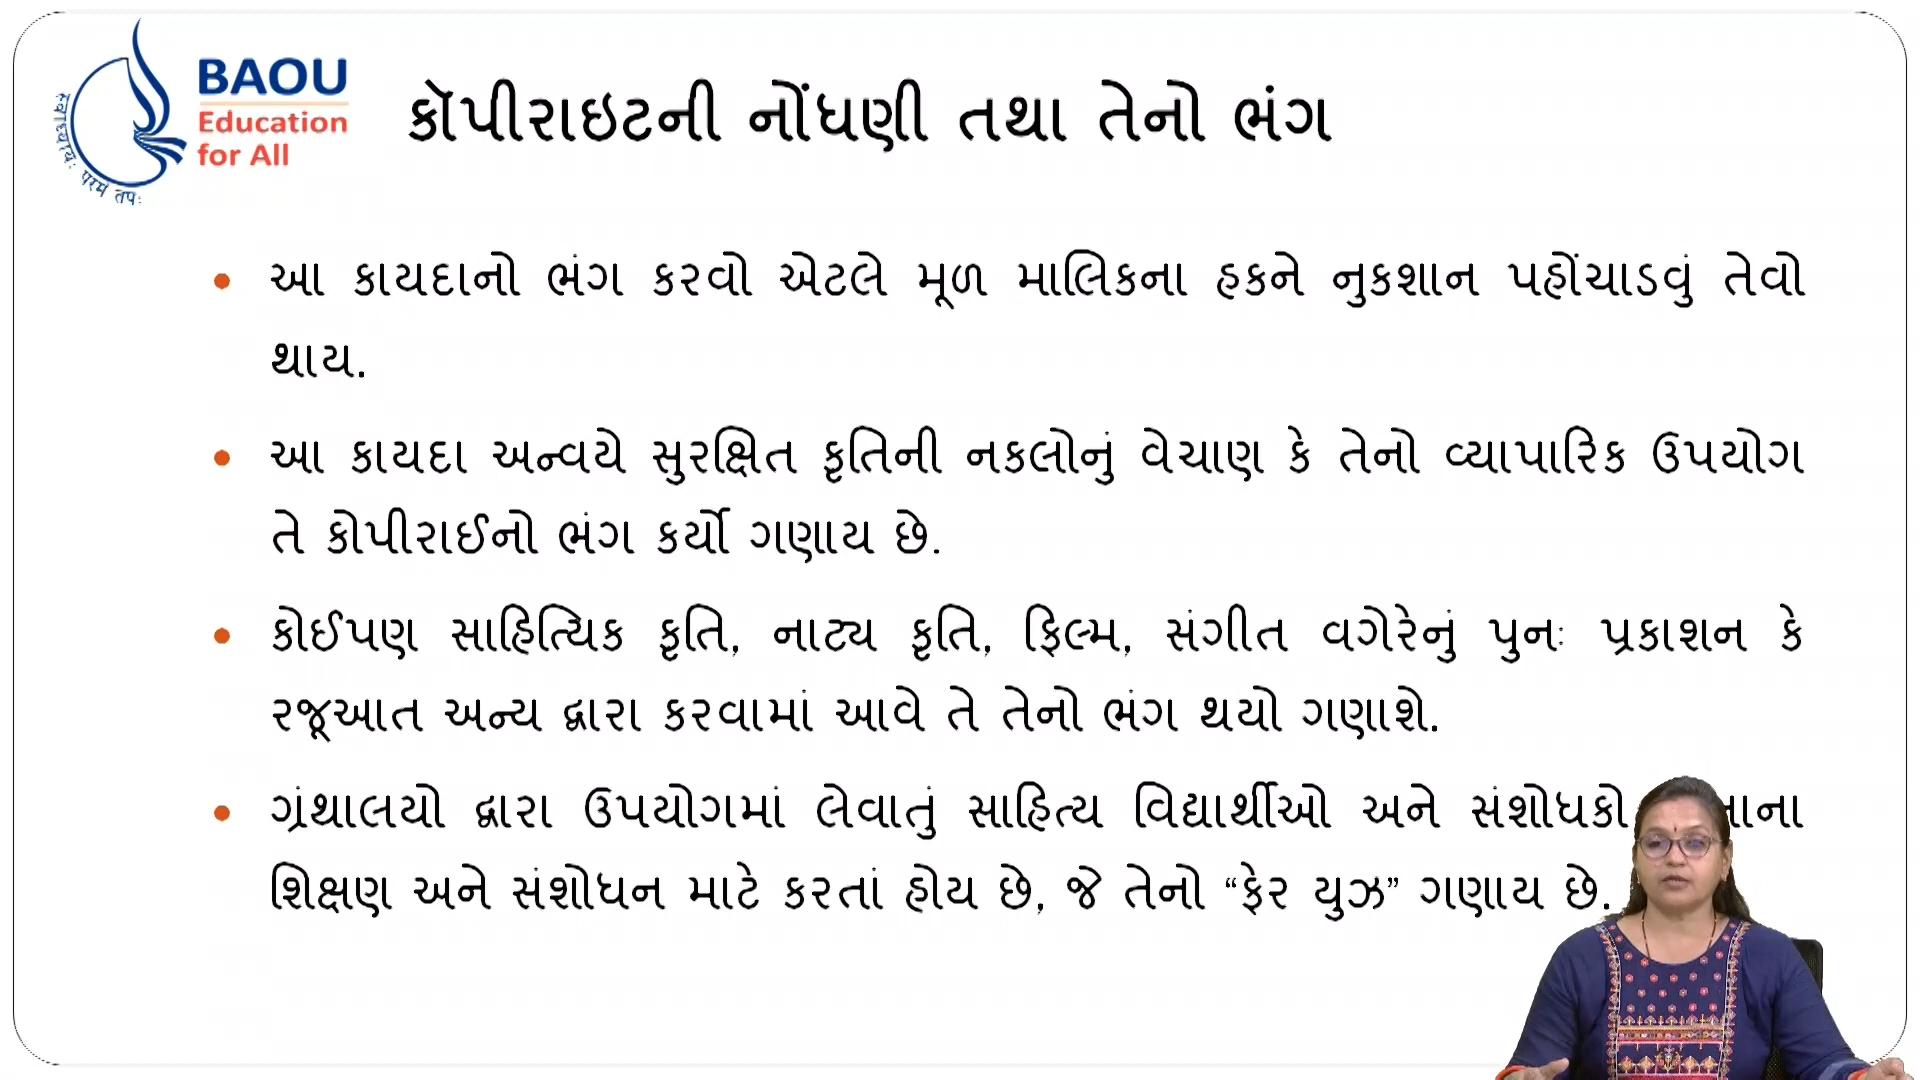 BAOU
Education
for All
स्वाध्यायः परमं तपः
કૉપીરાઇટની નોંધણી તથા તેનો ભંગ
• આ કાયદાનો ભંગ કરવો એટલે મૂળ માલિકના હકને નુકશાન પહોંચાડવું તેવો
થાય.
• આ કાયદા અન્વયે સુરક્ષિત કૃતિની નકલોનું વેચાણ કે તેનો વ્યાપારિક ઉપયોગ
તે કોપીરાઈનો ભંગ કર્યો ગણાય છે.
• કોઈપણ સાહિત્યિક કૃતિ, નાટ્ય કૃતિ, ફિલ્મ, સંગીત વગેરેનું પુનઃ પ્રકાશન કે
રજૂઆત અન્ય દ્વારા કરવામાં આવે તે તેનો ભંગ થયો ગણાશે.
• ગ્રંથાલયો દ્વારા ઉપયોગમાં લેવાતું સાહિત્ય વિદ્યાર્થીઓ અને સંશોધકો
શિક્ષણ અને સંશોધન માટે કરતાં હોય છે, જે તેનો “ફેર યુઝ” ગણાય છે.